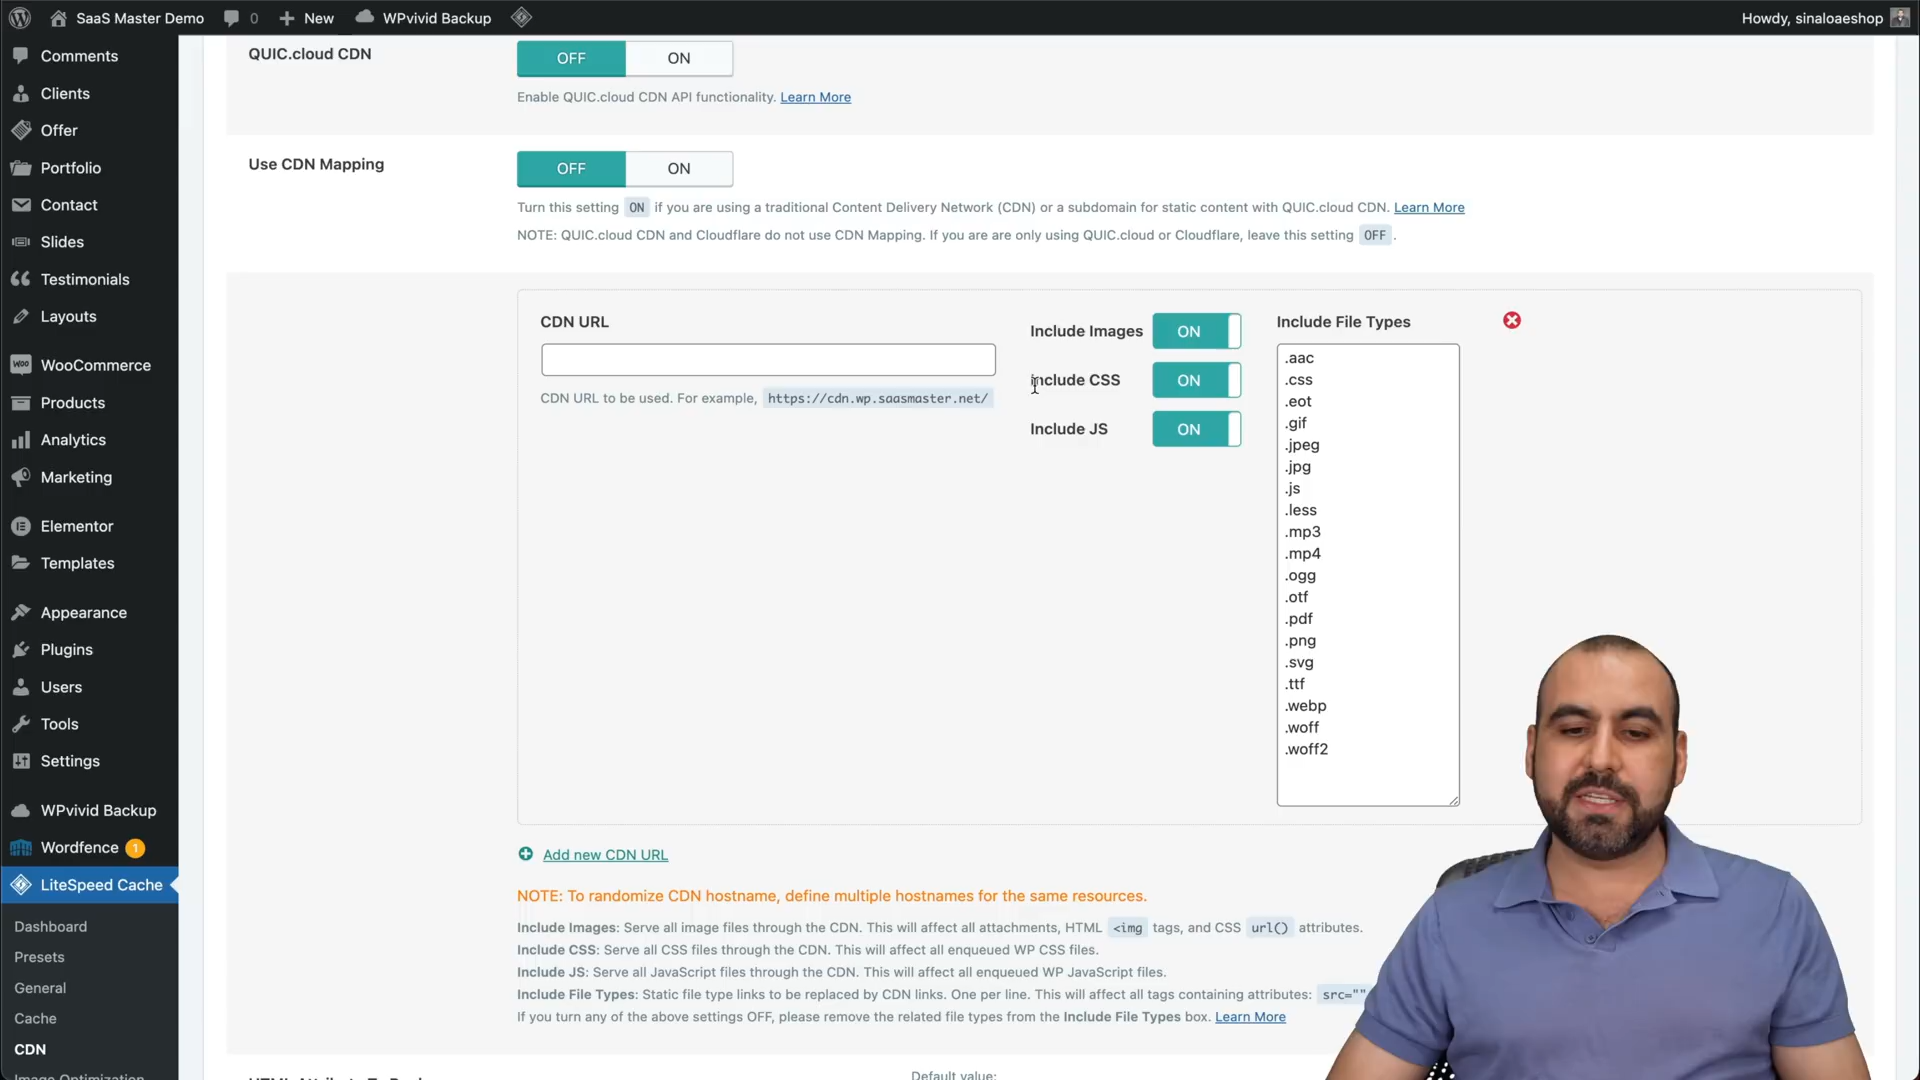 SaaS Master Demo 0 New WPvivid Backup Howdy, sinaloaeshop
Comments
Clients
Offer
Portfolio
Contact
Slides
Testimonials
Layouts
WooCommerce
Products
Analytics
Marketing
Elementor
Templates
Appearance
Plugins
Users
Tools
Settings
WPvivid Backup
Wordfence 1
LiteSpeed Cache
Dashboard
Presets
General
Cache
CDN
Image Optimization
QUIC.cloud CDN
OFF ON
Enable QUIC.cloud CDN API functionality. Learn More
Use CDN Mapping
OFF ON
Turn this setting ON if you are using a traditional Content Delivery Network (CDN) or a subdomain for static content with QUIC.cloud CDN. Learn More
NOTE: QUIC.cloud CDN and Cloudflare do not use CDN Mapping. If you are are only using QUIC.cloud or Cloudflare, leave this setting OFF .
CDN URL
CDN URL to be used. For example, https://cdn.wp.saasmaster.net/
Include Images ON
Include CSS ON
Include JS ON
Include File Types
.aac
.css
.eot
.gif
.jpeg
.jpg
.js
.less
.mp3
.mp4
.ogg
.otf
.pdf
.png
.svg
.ttf
.webp
.woff
.woff2
Add new CDN URL
NOTE: To randomize CDN hostname, define multiple hostnames for the same resources.
Include Images: Serve all image files through the CDN. This will affect all attachments, HTML <img tags, and CSS url() attributes.
Include CSS: Serve all CSS files through the CDN. This will affect all enqueued WP CSS files.
Include JS: Serve all JavaScript files through the CDN. This will affect all enqueued WP JavaScript files.
Include File Types: Static file type links to be replaced by CDN links. One per line. This will affect all tags containing attributes: src=""
If you turn any of the above settings OFF, please remove the related file types from the Include File Types box. Learn More
Default value: